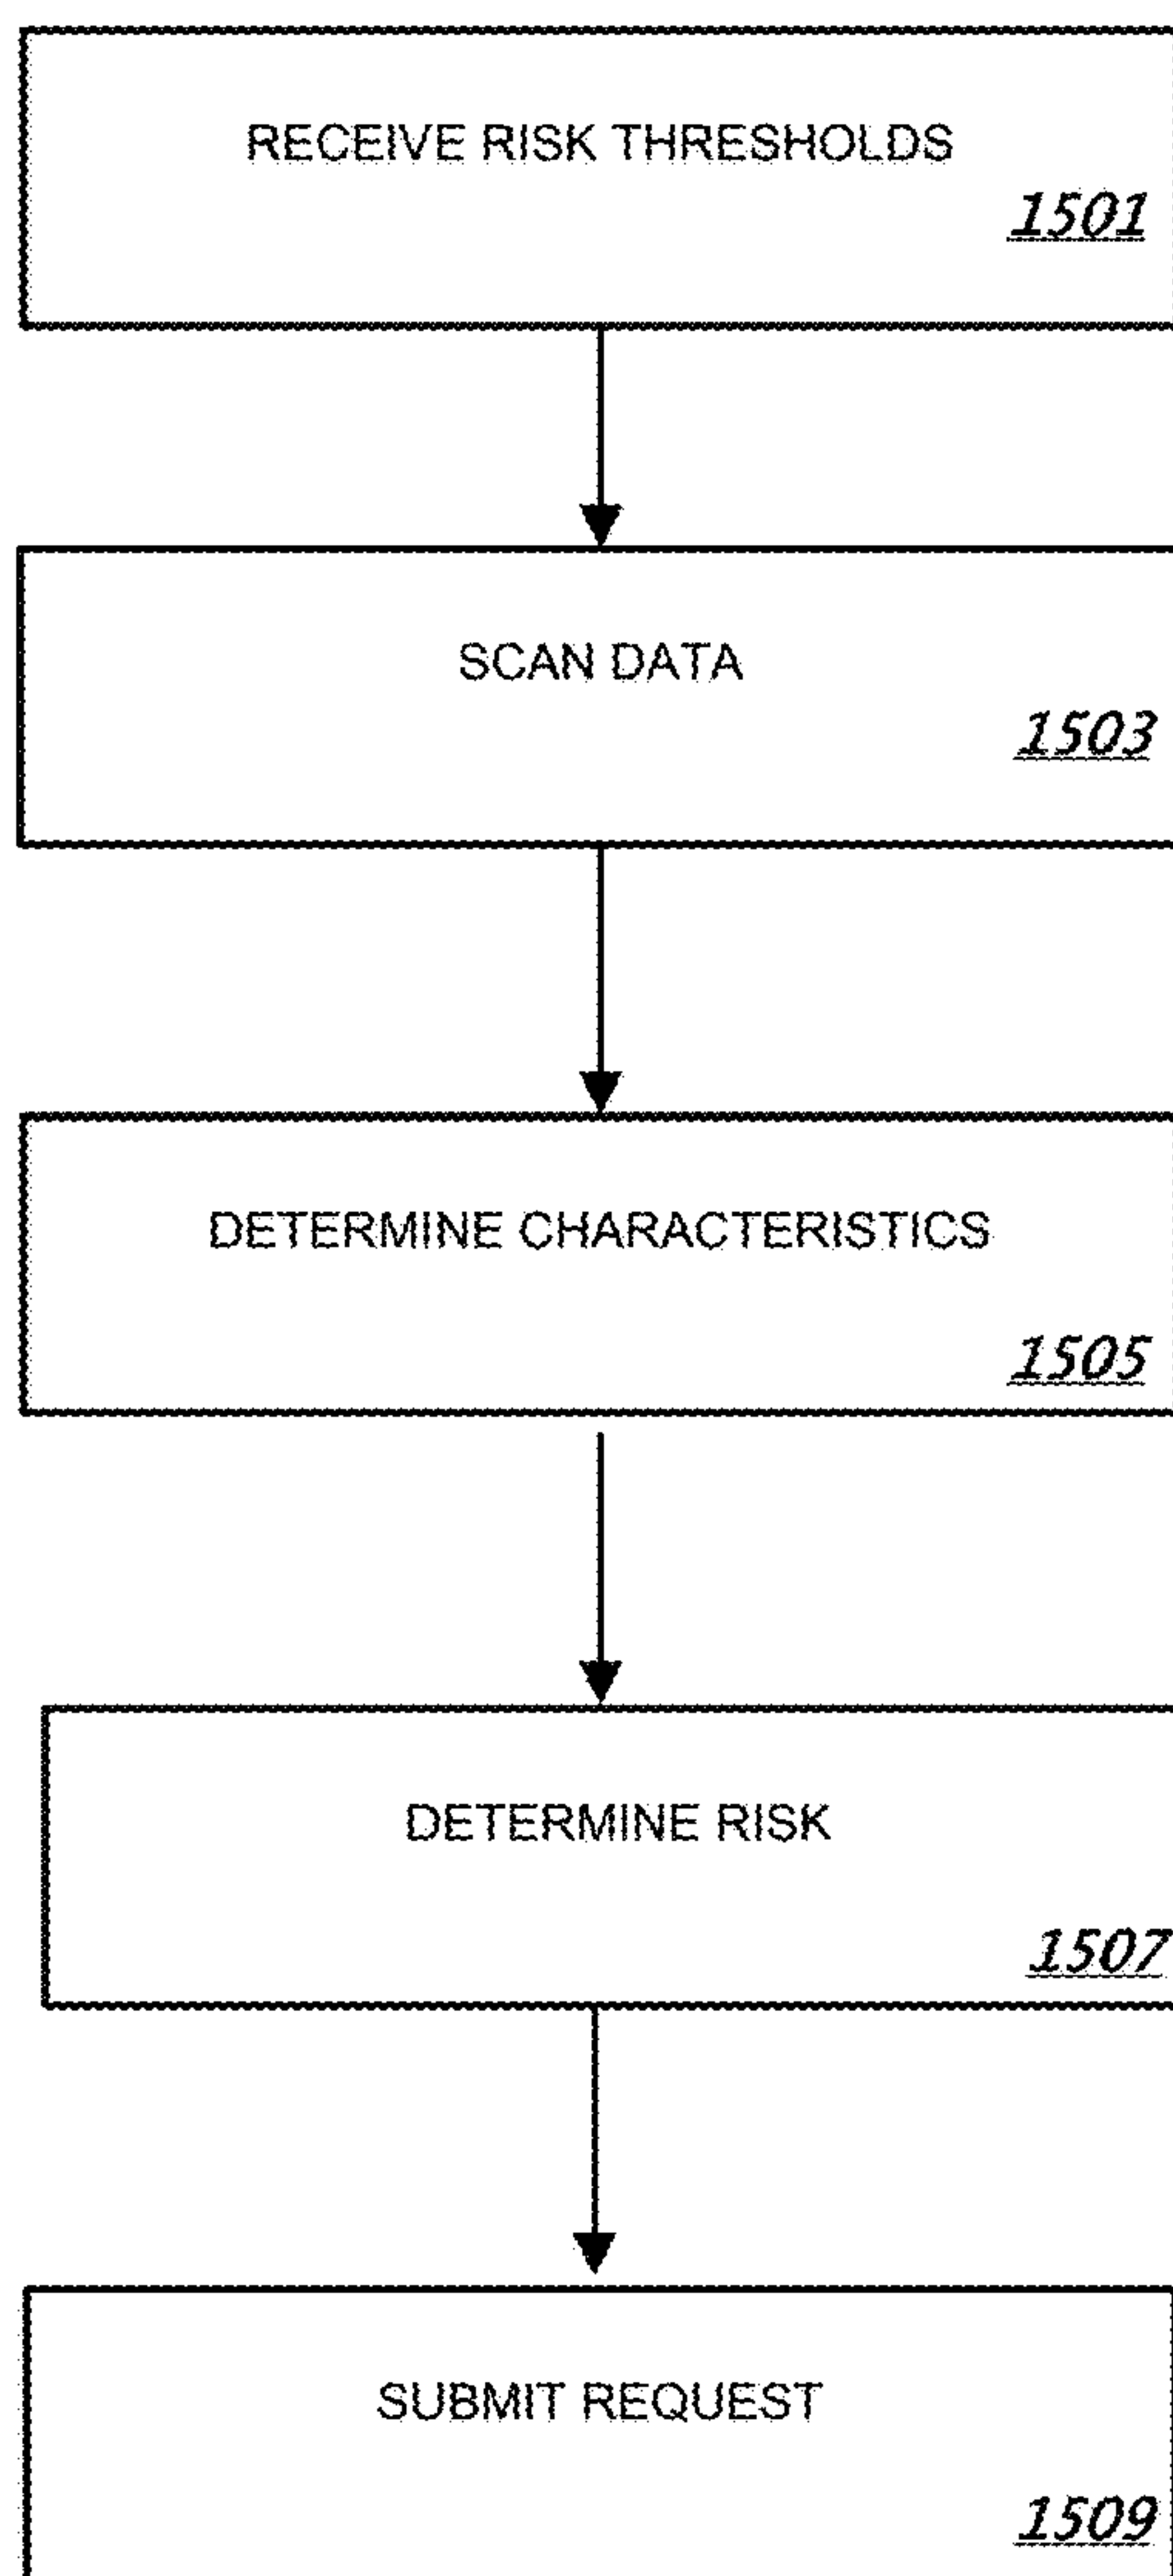 RECEIVE RISK THRESHOLDS
1501
SCAN DATA
1503
DETERMINE CHARACTERISTICS
1505
DETERMINE RISK
1507
SUBMIT REQUEST
1509